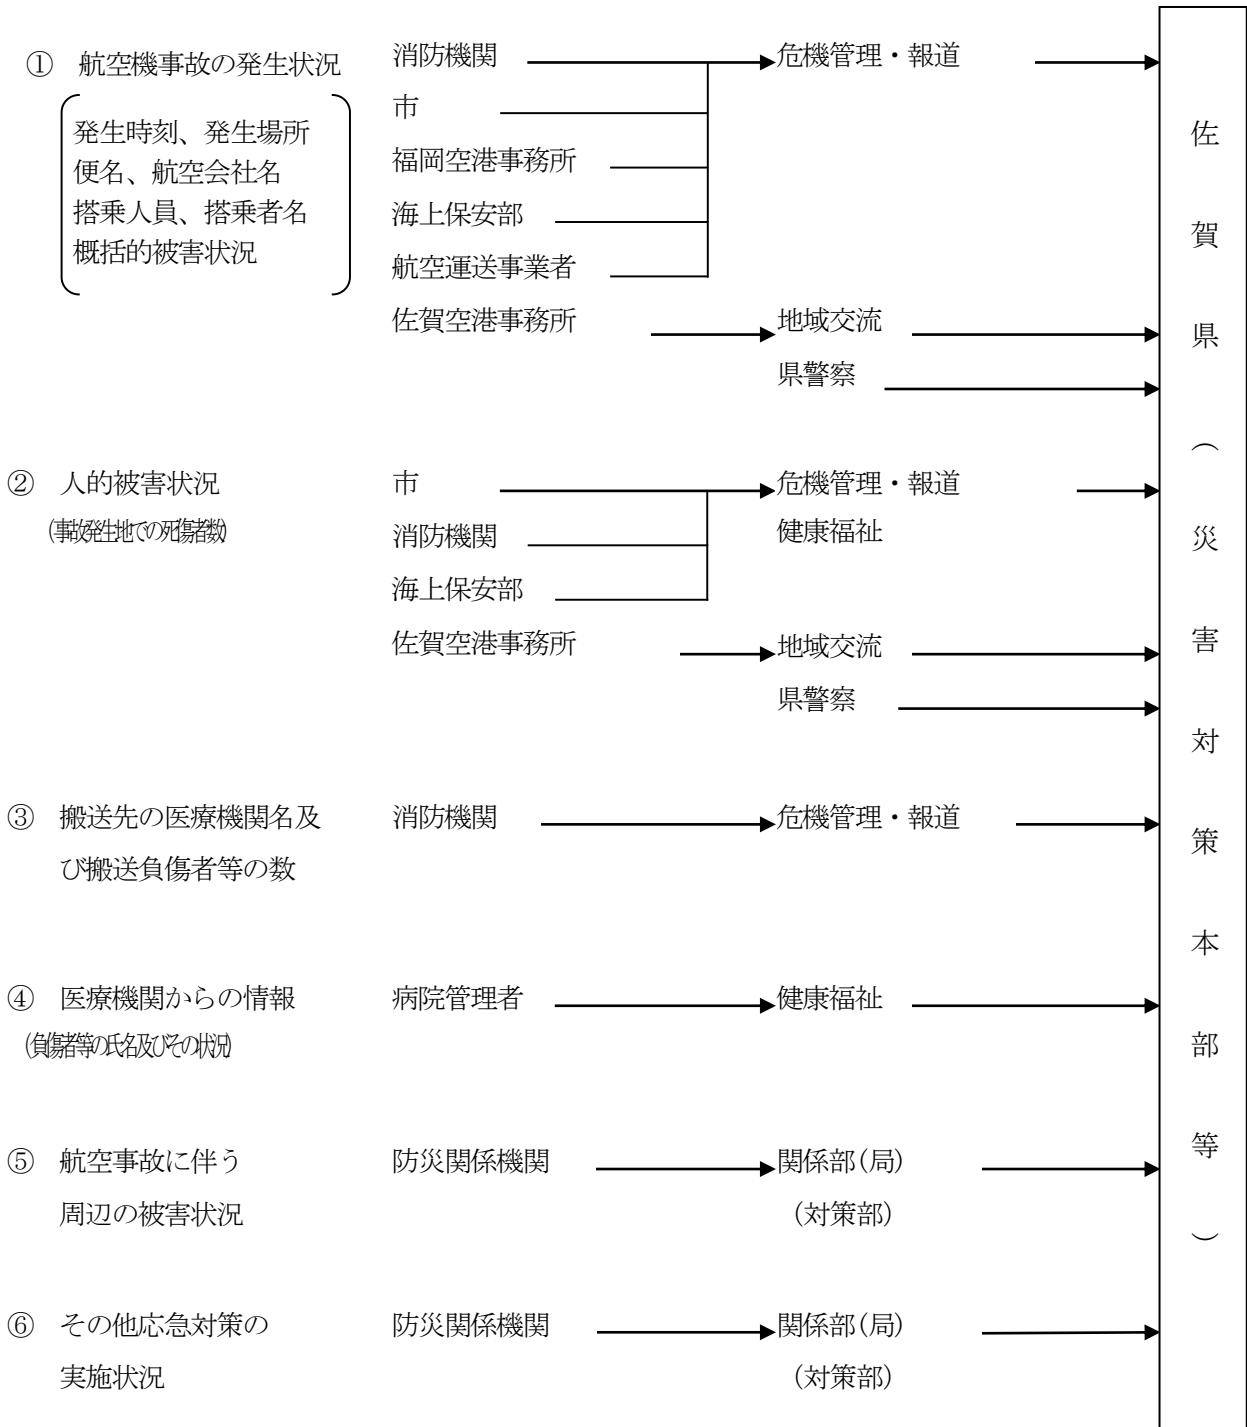 ① 航空機事故の発生状況
発生時刻、発生場所
便名、航空会社名
搭乗人員、搭乗者名
概括的被害状況
消防機関
市
福岡空港事務所
海上保安部
航空運送事業者
佐賀空港事務所
危機管理・報道
地域交流
県警察
② 人的被害状況
(事故発生地での死傷者数)
市
消防機関
海上保安部
佐賀空港事務所
危機管理・報道
健康福祉
地域交流
県警察
③ 搬送先の医療機関名及
び搬送負傷者等の数
消防機関
危機管理・報道
④ 医療機関からの情報
(負傷者等の氏名及びその状況)
病院管理者
健康福祉
⑤ 航空事故に伴う
周辺の被害状況
防災関係機関
関係部(局)
(対策部)
⑥ その他応急対策の
実施状況
防災関係機関
関係部(局)
(対策部)
佐賀県(災害対策本部等)